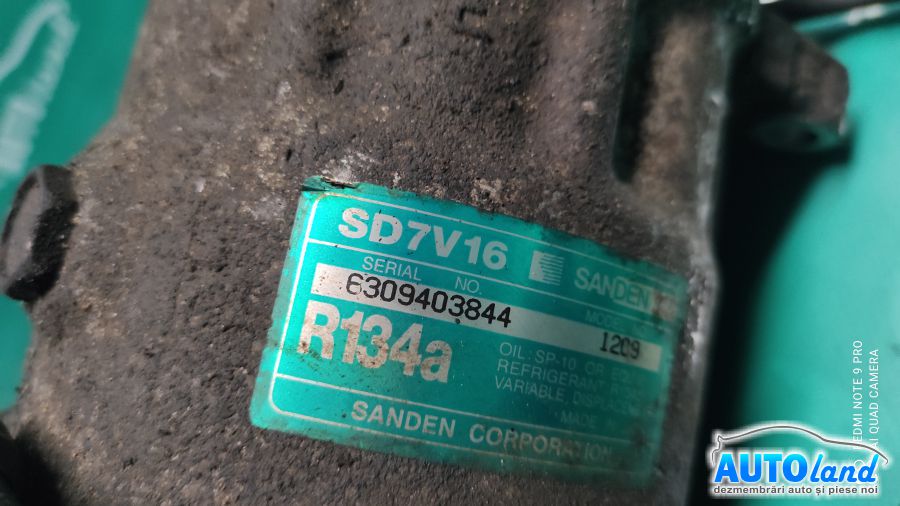 SD7V16 SANDEN
SERIAL NO.
6309403844
MODEL
1209
R134a
OIL: SP-10
REFRIGERANT
VARIABLE
SANDEN CORPORATION
REDMI NOTE 9 PRO
AI QUAD CAMERA
AUTOland
dezmembrări auto și piese noi